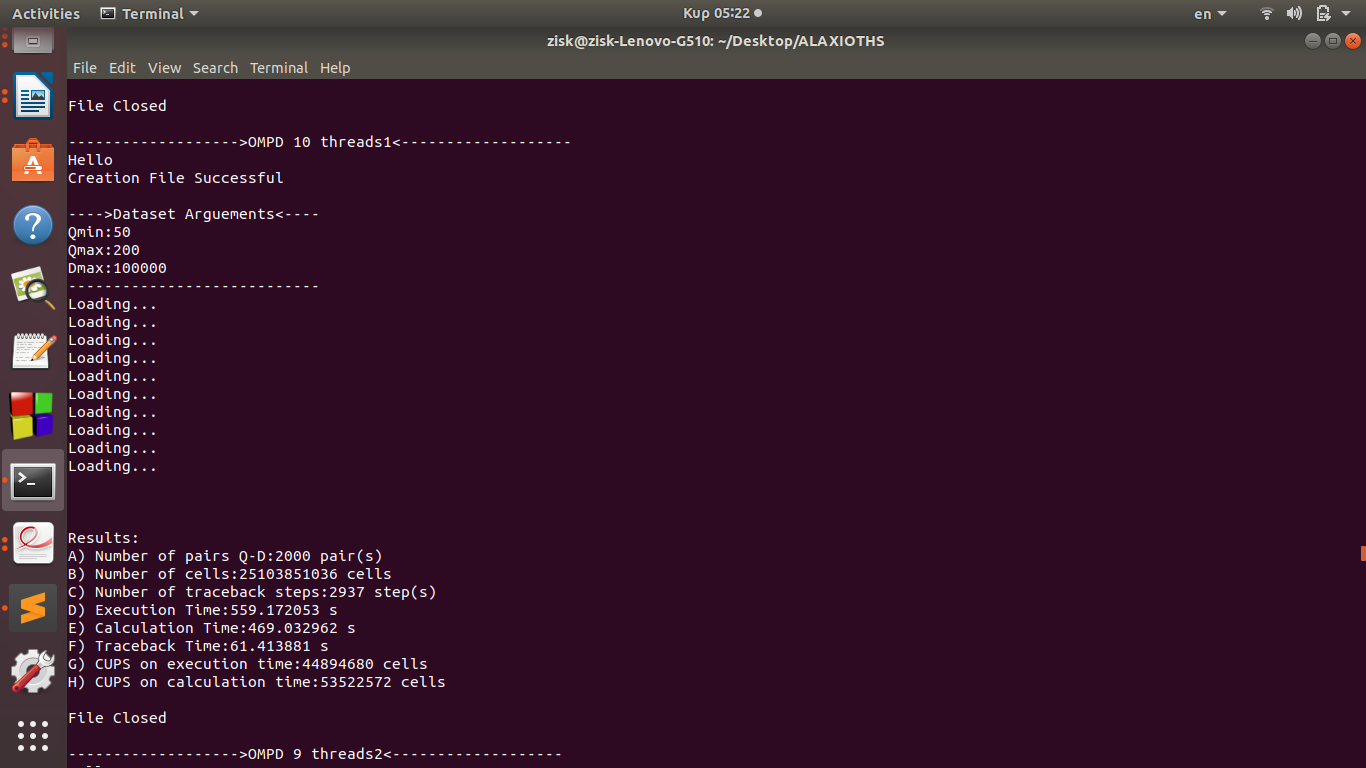 Activities
Terminal
Κυρ 05:22
en
zisk@zisk-Lenovo-G510: ~/Desktop/ALAXIOTHS
File Edit View Search Terminal Help
File Closed
------------------->OMPD 10 threads1<-------------------
Hello
Creation File Successful
---->Dataset Arguements<----
Qmin:50
Qmax:200
Dmax:100000
----------------------------
Loading...
Loading...
Loading...
Loading...
Loading...
Loading...
Loading...
Loading...
Loading...
Loading...
Results:
A) Number of pairs Q-D:2000 pair(s)
B) Number of cells:25103851036 cells
C) Number of traceback steps:2937 step(s)
D) Execution Time:559.172053 s
E) Calculation Time:469.032962 s
F) Traceback Time:61.413881 s
G) CUPS on execution time:44894680 cells
H) CUPS on calculation time:53522572 cells
File Closed
------------------->OMPD 9 threads2<-------------------